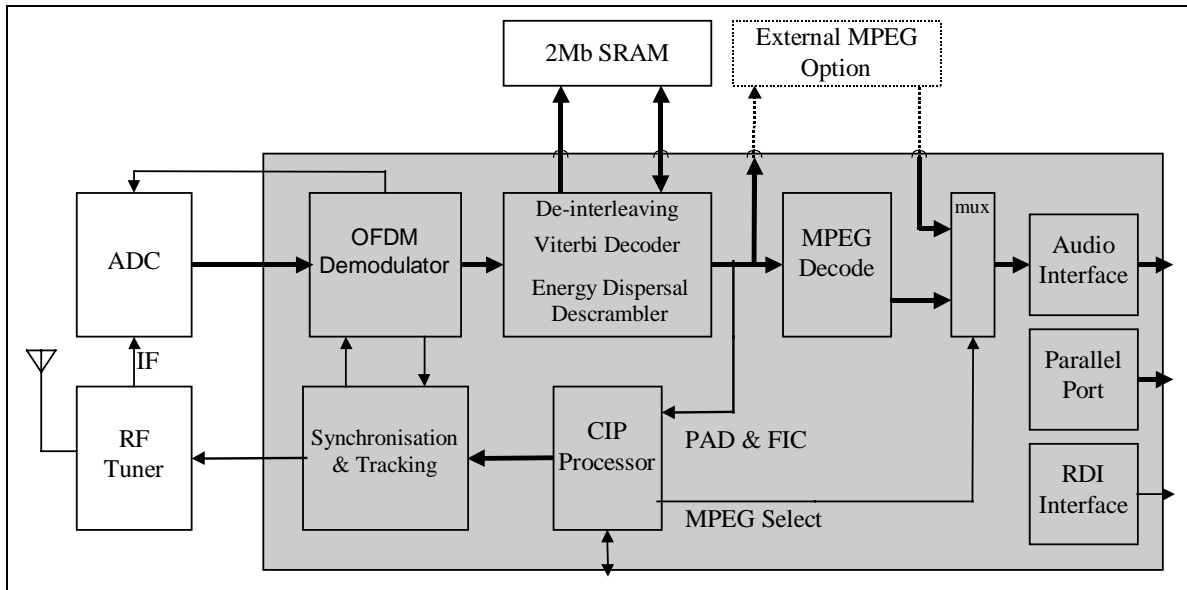 2Mb SRAM
External MPEG
Option
ADC
OFDM
Demodulator
De-interleaving
Viterbi Decoder
Energy Dispersal
Descrambler
MPEG
Decode
mux
Audio
Interface
IF
RF
Tuner
Synchronisation
& Tracking
CIP
Processor
PAD & FIC
MPEG Select
Parallel
Port
RDI
Interface